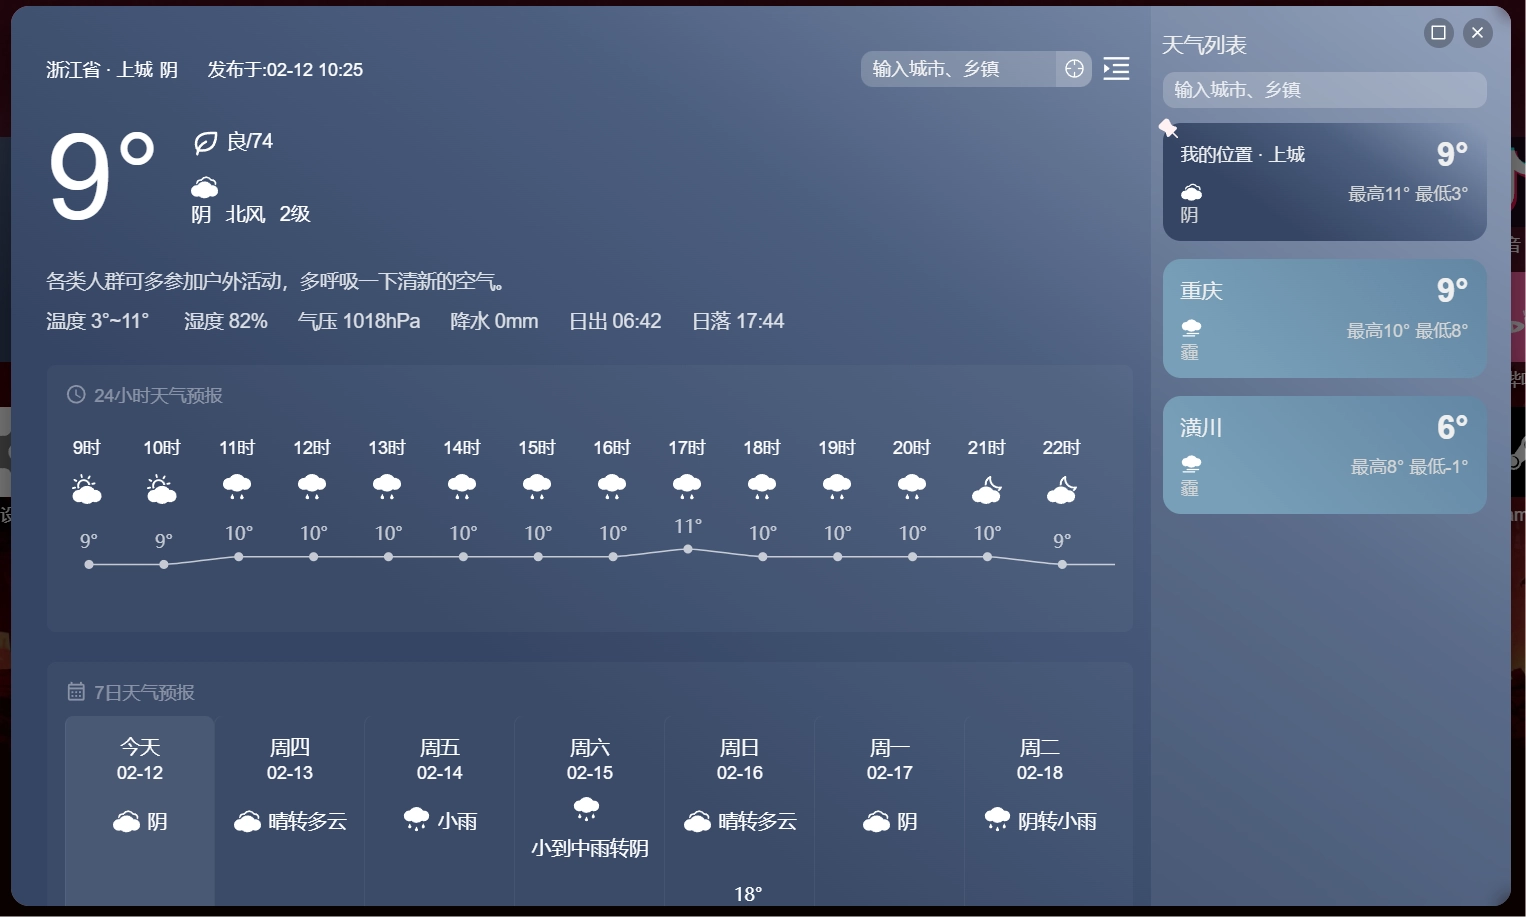 浙江省 · 上城 阴 发布于:02-12 10:25
输入城市、乡镇
9°
良/74
阴 北风 2级
各类人群可多参加户外活动，多呼吸一下清新的空气。
温度 3°~11° 湿度 82% 气压 1018hPa 降水 0mm 日出 06:42 日落 17:44
24小时天气预报
9时 10时 11时 12时 13时 14时 15时 16时 17时 18时 19时 20时 21时 22时
9° 9° 10° 10° 10° 10° 10° 10° 11° 10° 10° 10° 10° 9°
7日天气预报
今天 周四 周五 周六 周日 周一 周二
02-12 02-13 02-14 02-15 02-16 02-17 02-18
阴 晴转多云 小雨 小到中雨转阴 晴转多云 阴 阴转小雨
18°
天气列表
输入城市、乡镇
我的位置 · 上城 9°
最高11° 最低3°
阴
重庆 9°
最高10° 最低8°
霾
潢川 6°
最高8° 最低-1°
霾
音
设